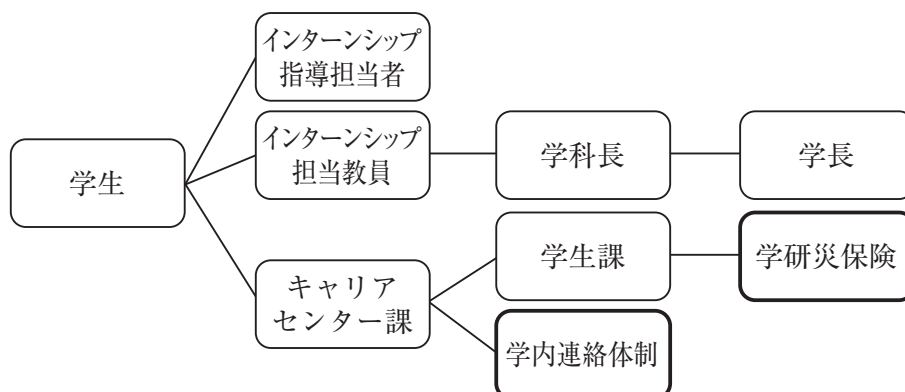 インターンシップ
指導担当者
インターンシップ
担当教員
学科長
学長
学生
学生課
学研災保険
キャリア
センター課
学内連絡体制